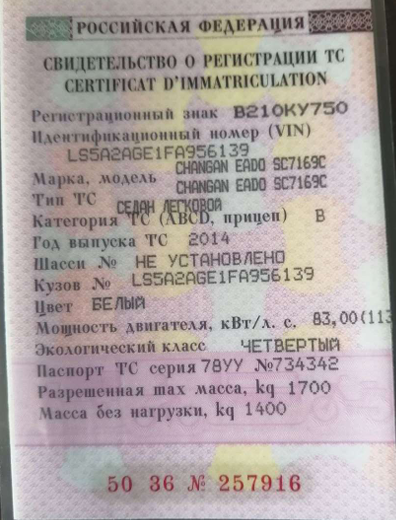 РОССИЙСКАЯ ФЕДЕРАЦИЯ
СВИДЕТЕЛЬСТВО О РЕГИСТРАЦИИ ТС
CERTIFICAT D'IMMATRICULATION
Регистрационный знак В210КУ750
Идентификационный номер (VIN)
LS5A2AGE1FA956139
CHANGAN EADO SC7169C
Марка, модель CHANGAN EADO SC7169C
Тип ТС СЕДАН ЛЕГКОВОЙ
Категория ТС (ABCD, прицеп) B
Год выпуска ТС 2014
Шасси № НЕ УСТАНОВЛЕНО
Кузов № LS5A2AGE1FA956139
Цвет БЕЛЫЙ
Мощность двигателя, кВт/л. с. 83,00(113
Экологический класс ЧЕТВЕРТЫЙ
Паспорт ТС серия 78УУ №734342
Разрешенная max масса, kg 1700
Масса без нагрузки, kg 1400
50 36 № 257916